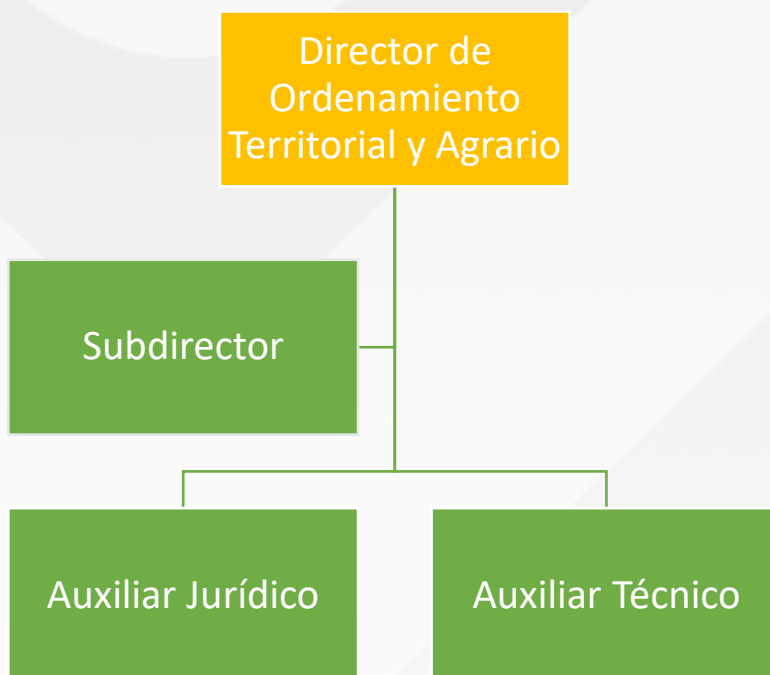 Director de
Ordenamiento
Territorial y Agrario
Subdirector
Auxiliar Jurídico
Auxiliar Técnico